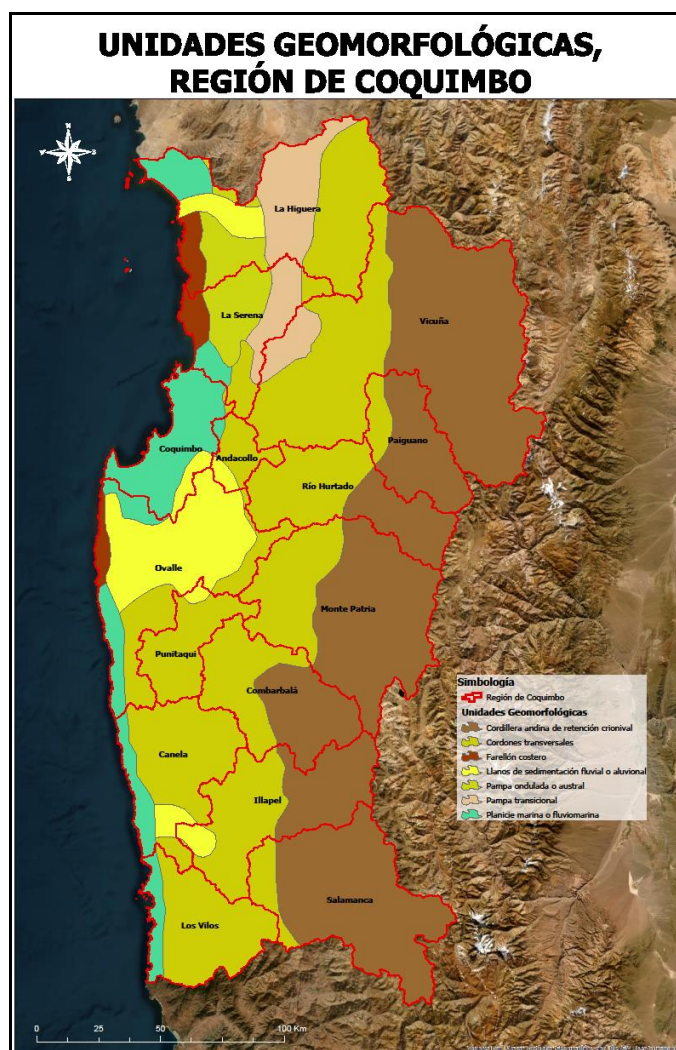 UNIDADES GEOMORFOLÓGICAS,
REGIÓN DE COQUIMBO
N
S
La Higuera
La Serena
Vicuña
Coquimbo
Andacollo
Paiguano
Río Hurtado
Ovalle
Monte Patria
Punitaqui
Combarbalá
Canela
Illapel
Salamanca
Los Vilos
Simbología
Región de Coquimbo
Unidades Geomorfológicas
Cordillera andina de retención crionival
Cordones transversales
Farellón costero
Llanos de sedimentación fluvial o aluvional
Pampa ondulada o austral
Pampa transicional
Planicie marina o fluviomarina
0 25 50 100 Km